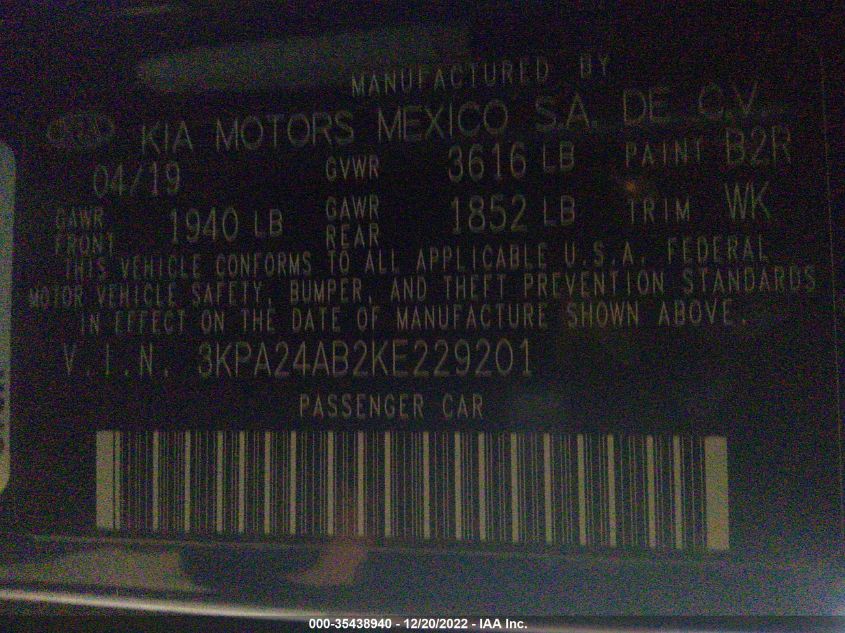 MANUFACTURED BY
KIA KIA MOTORS MEXICO S.A. DE C.V.
04/19 GVWR 3616 LB PAINT B2R
GAWR FRONT 1940 LB GAWR REAR 1852 LB TRIM WK
THIS VEHICLE CONFORMS TO ALL APPLICABLE U.S.A. FEDERAL
MOTOR VEHICLE SAFETY, BUMPER, AND THEFT PREVENTION STANDARDS
IN EFFECT ON THE DATE OF MANUFACTURE SHOWN ABOVE.
V.I.N. 3KPA24AB2KE229201
PASSENGER CAR
000-35438940 - 12/20/2022 - IAA Inc.